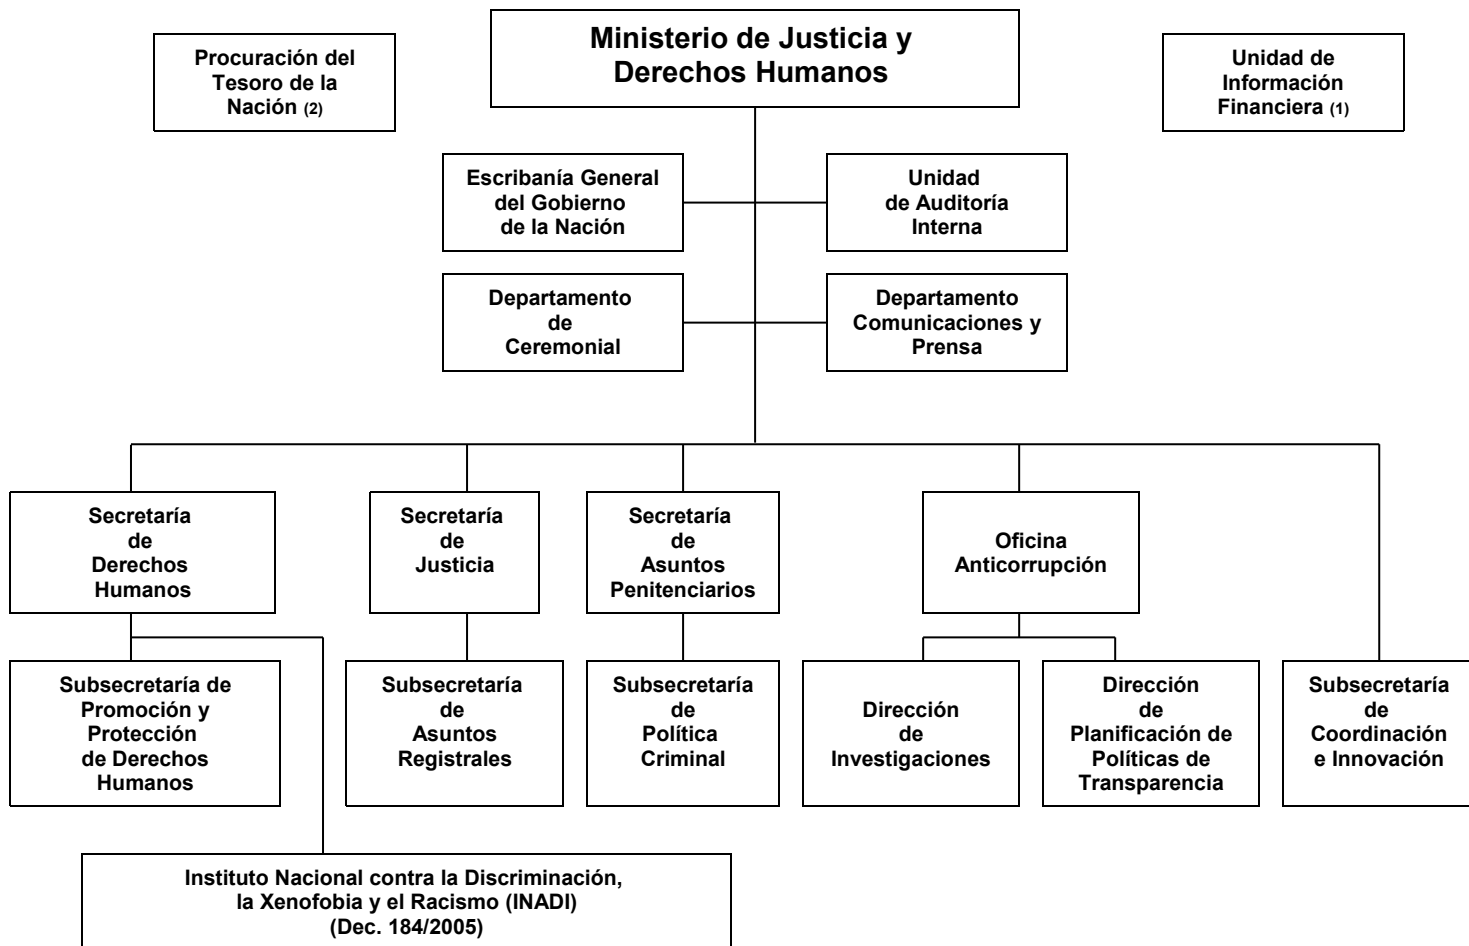 Ministerio de Justicia y
Derechos Humanos
Procuración del
Tesoro de la
Nación (2)
Unidad de
Información
Financiera (1)
Escribanía General
del Gobierno
de la Nación
Unidad
de Auditoría
Interna
Departamento
de
Ceremonial
Departamento
Comunicaciones y
Prensa
Secretaría
de
Derechos
Humanos
Secretaría
de
Justicia
Secretaría
de
Asuntos
Penitenciarios
Oficina
Anticorrupción
Subsecretaría de
Promoción y
Protección
de Derechos
Humanos
Subsecretaría
de
Asuntos
Registrales
Subsecretaría
de
Política
Criminal
Dirección
de
Investigaciones
Dirección
de
Planificación de
Políticas de
Transparencia
Subsecretaría
de
Coordinación
e Innovación
Instituto Nacional contra la Discriminación,
la Xenofobia y el Racismo (INADI)
(Dec. 184/2005)